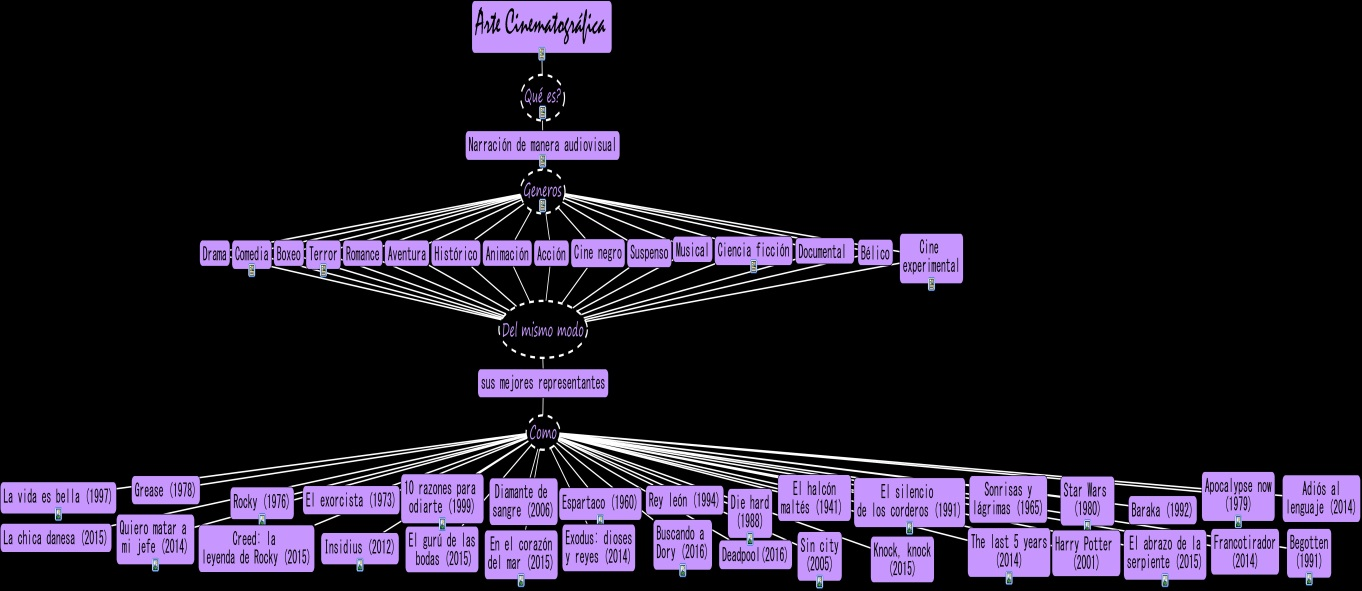 Arte Cinematográfica
Qué es?
Narración de manera audiovisual
Generos
Drama
Comedia
Boxeo
Terror
Romance
Aventura
Histórico
Animación
Acción
Cine negro
Suspenso
Musical
Ciencia ficción
Documental
Bélico
Cine
experimental
Del mismo modo
sus mejores representantes
Como
La vida es bella (1997)
Grease (1978)
Rocky (1976)
El exorcista (1973)
10 razones para
odiarte (1999)
Diamante de
sangre (2006)
Espartaco (1960)
Rey león (1994)
Die hard
(1988)
El halcón
maltés (1941)
El silencio
de los corderos (1991)
Sonrisas y
lágrimas (1965)
Star Wars
(1980)
Baraka (1992)
Apocalypse now
(1979)
Adiós al
lenguaje (2014)
La chica danesa (2015)
Quiero matar a
mi jefe (2014)
Creed: la
leyenda de Rocky (2015)
Insidius (2012)
El gurú de las
bodas (2015)
En el corazón
del mar (2015)
Exodus: dioses
y reyes (2014)
Buscando a
Dory (2016)
Deadpool(2016)
Sin city
(2005)
Knock, knock
(2015)
The last 5 years
(2014)
Harry Potter
(2001)
El abrazo de la
serpiente (2015)
Francotirador
(2014)
Begotten
(1991)